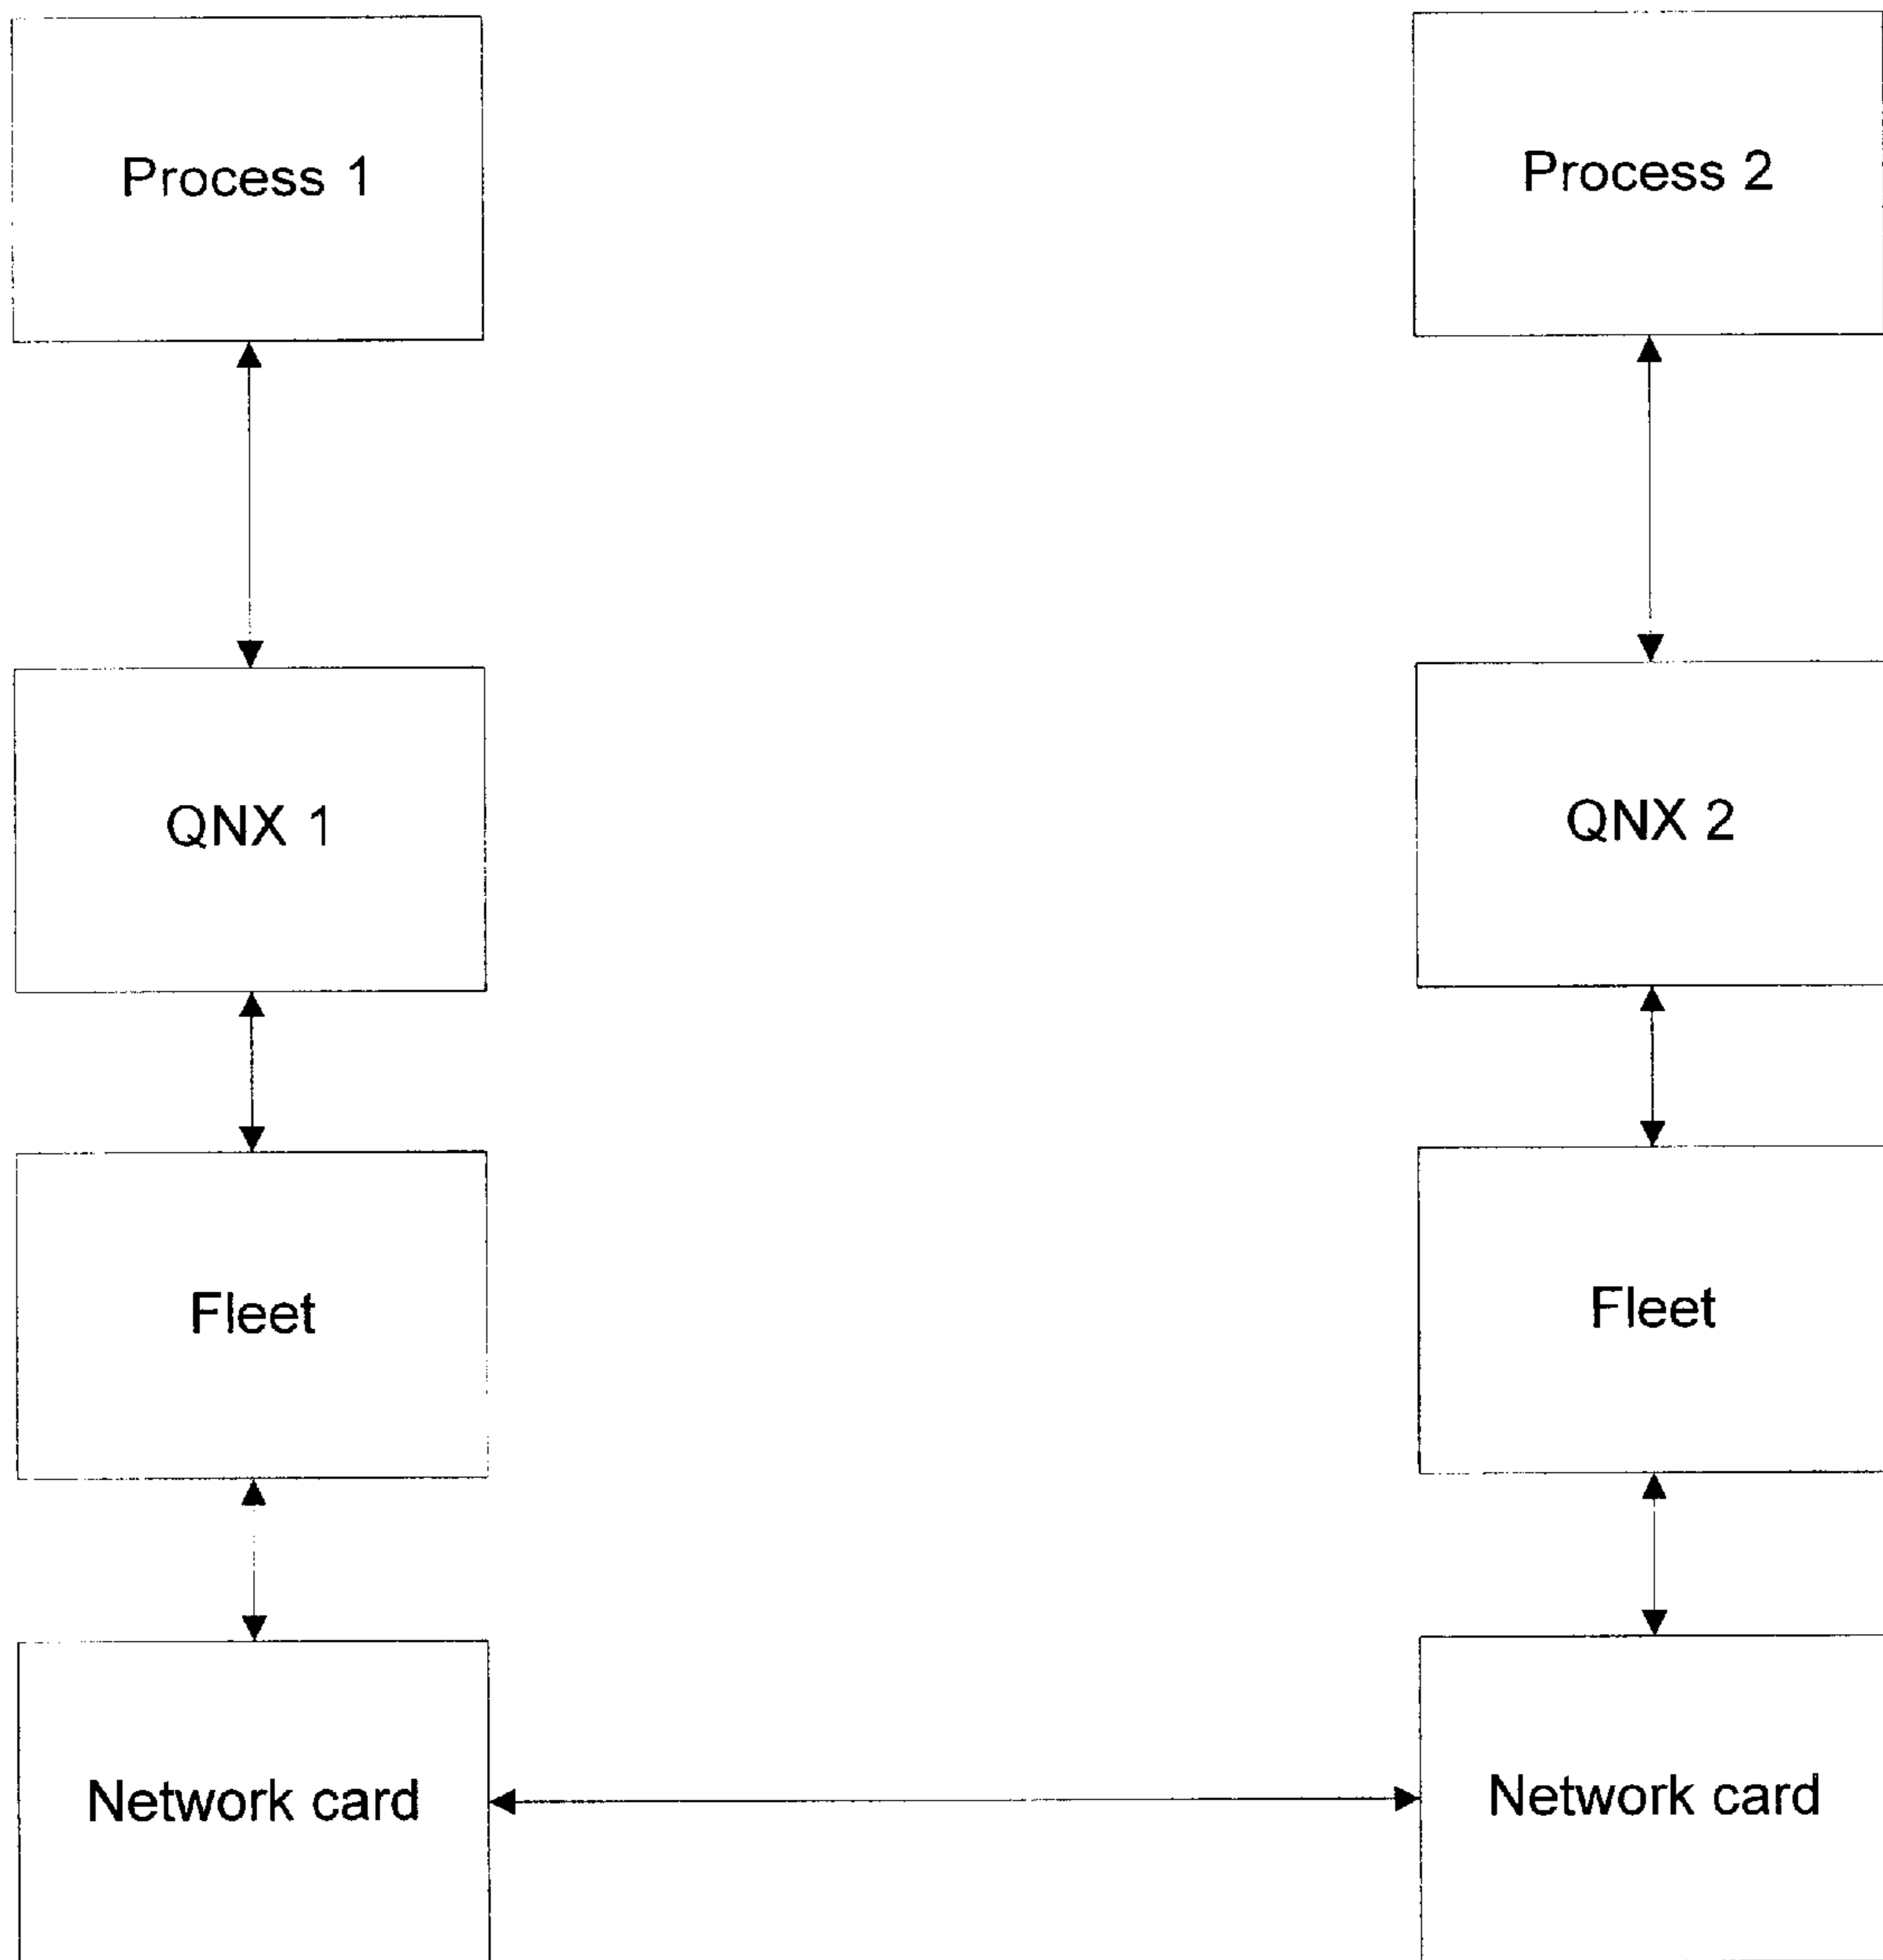 Process 1
Process 2
QNX 1
QNX 2
Fleet
Fleet
Network card
Network card